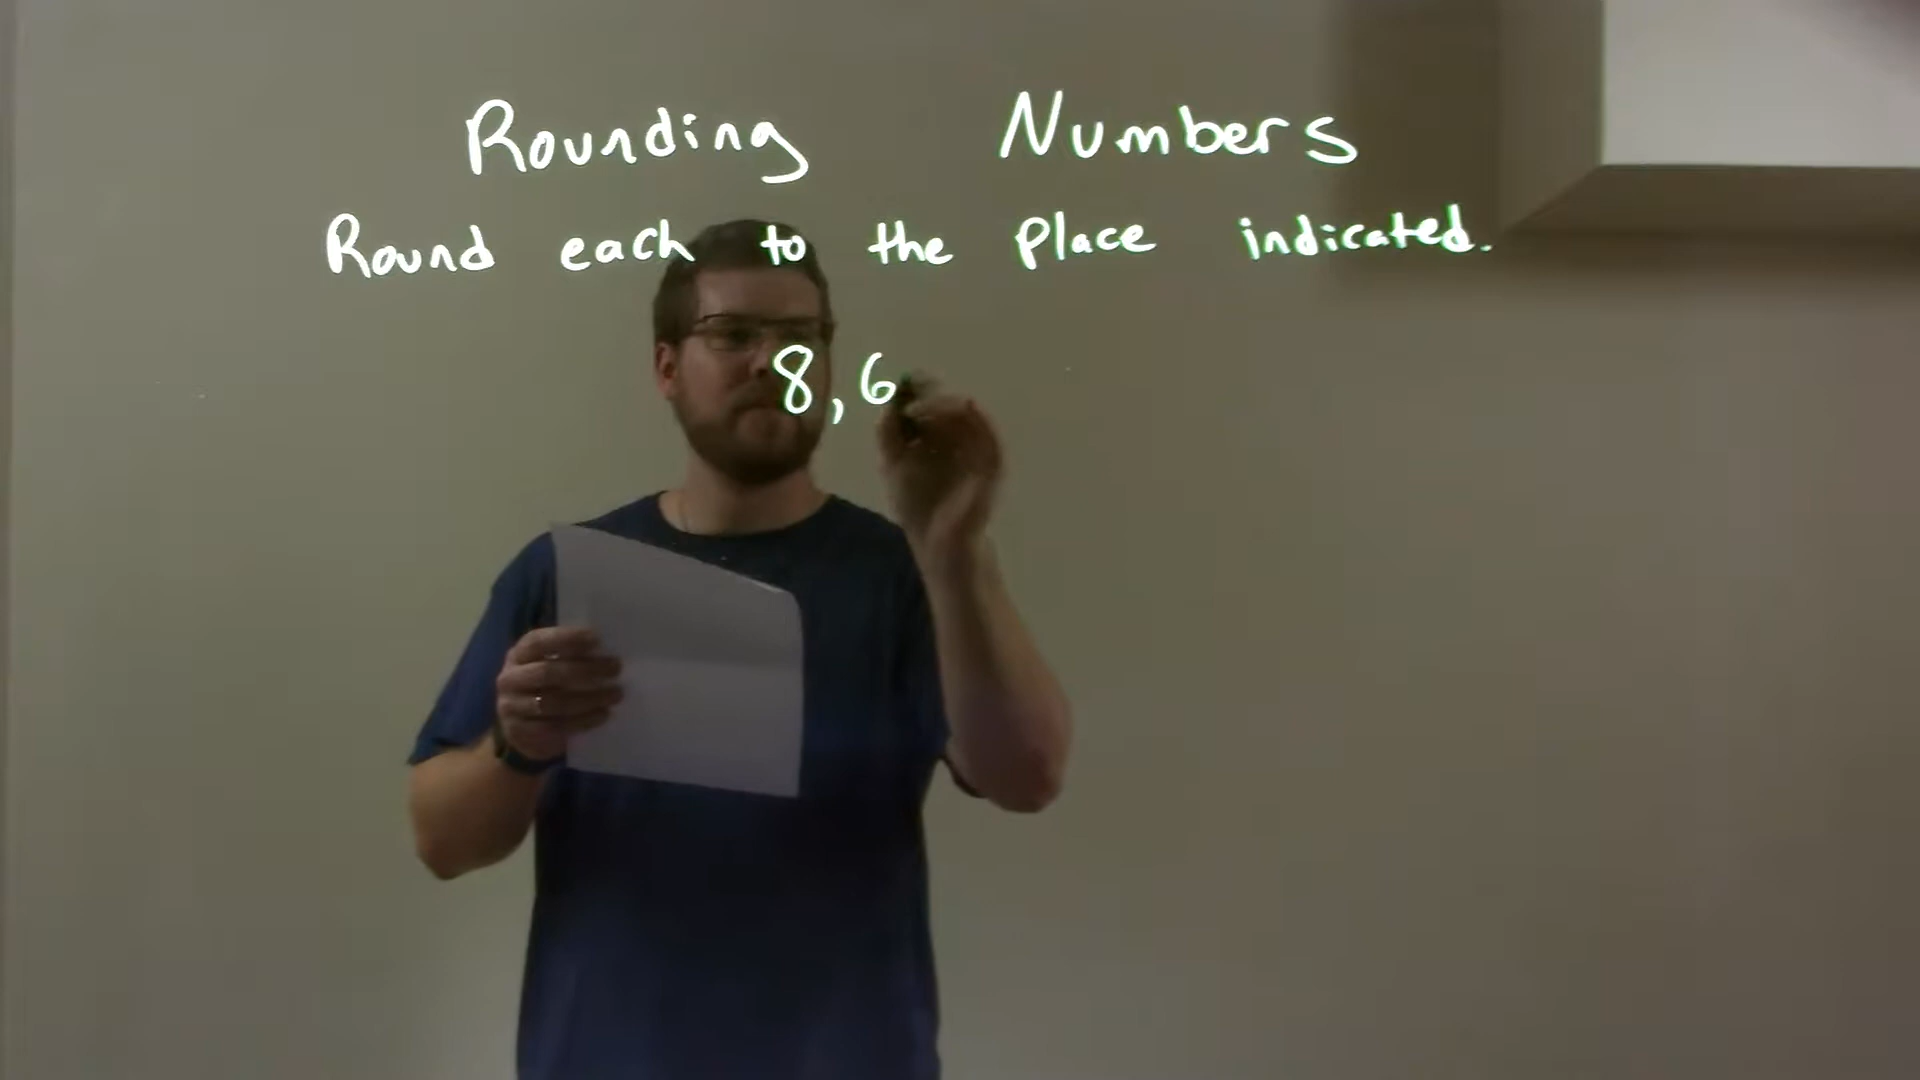 Rounding Numbers
Round each to the place indicated.
8,6